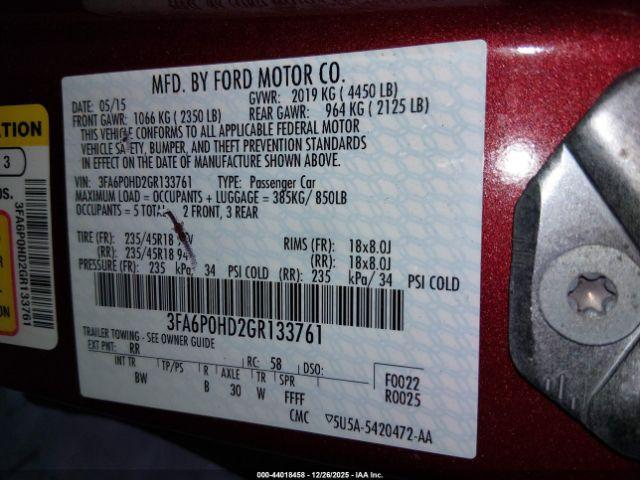 MFD. BY FORD MOTOR CO.
DATE: 05/15 GVWR: 2019 KG ( 4450 LB)
FRONT GAWR: 1066 KG ( 2350 LB) REAR GAWR: 964 KG ( 2125 LB)
THIS VEHICLE CONFORMS TO ALL APPLICABLE FEDERAL MOTOR
VEHICLE SAFETY, BUMPER, AND THEFT PREVENTION STANDARDS
IN EFFECT ON THE DATE OF MANUFACTURE SHOWN ABOVE.
VIN: 3FA6P0HD2GR133761 TYPE: Passenger Car
MAXIMUM LOAD = OCCUPANTS + LUGGAGE = 385KG/ 850LB
OCCUPANTS = 5 TOTAL, 2 FRONT, 3 REAR
TIRE (FR): 235/45R18 RIMS (FR): 18x8.0J
(RR): 235/45R18 (RR): 18x8.0J
PRESSURE (FR): 235 kPa/ 34 PSI COLD (RR): 235 kPa/ 34 PSI COLD
3FA6P0HD2GR133761
TRAILER TOWING - SEE OWNER GUIDE
EXT PNT: RR RC: 58 DSO:
INT TR TP/PS R AXLE TR SPR F0022
BW B 30 W FFFF R0025
CMC ▽5U5A-5420472-AA
3
3FA6P0HD2GR133761
000-44018458 - 12/26/2025 - IAAI, Inc.